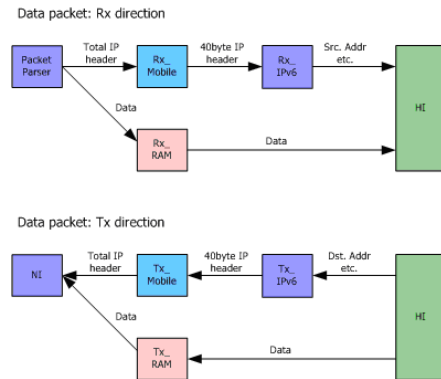 Data packet: Rx direction
Total IP
header
40byte IP
header
Src. Addr
etc.
Packet
Parser
Rx_
Mobile
Rx_
IPv6
HI
Data
Rx_
RAM
Data
Data packet: Tx direction
Total IP
header
40byte IP
header
Dst. Addr
etc.
NI
Tx_
Mobile
Tx_
IPv6
HI
Data
Tx_
RAM
Data